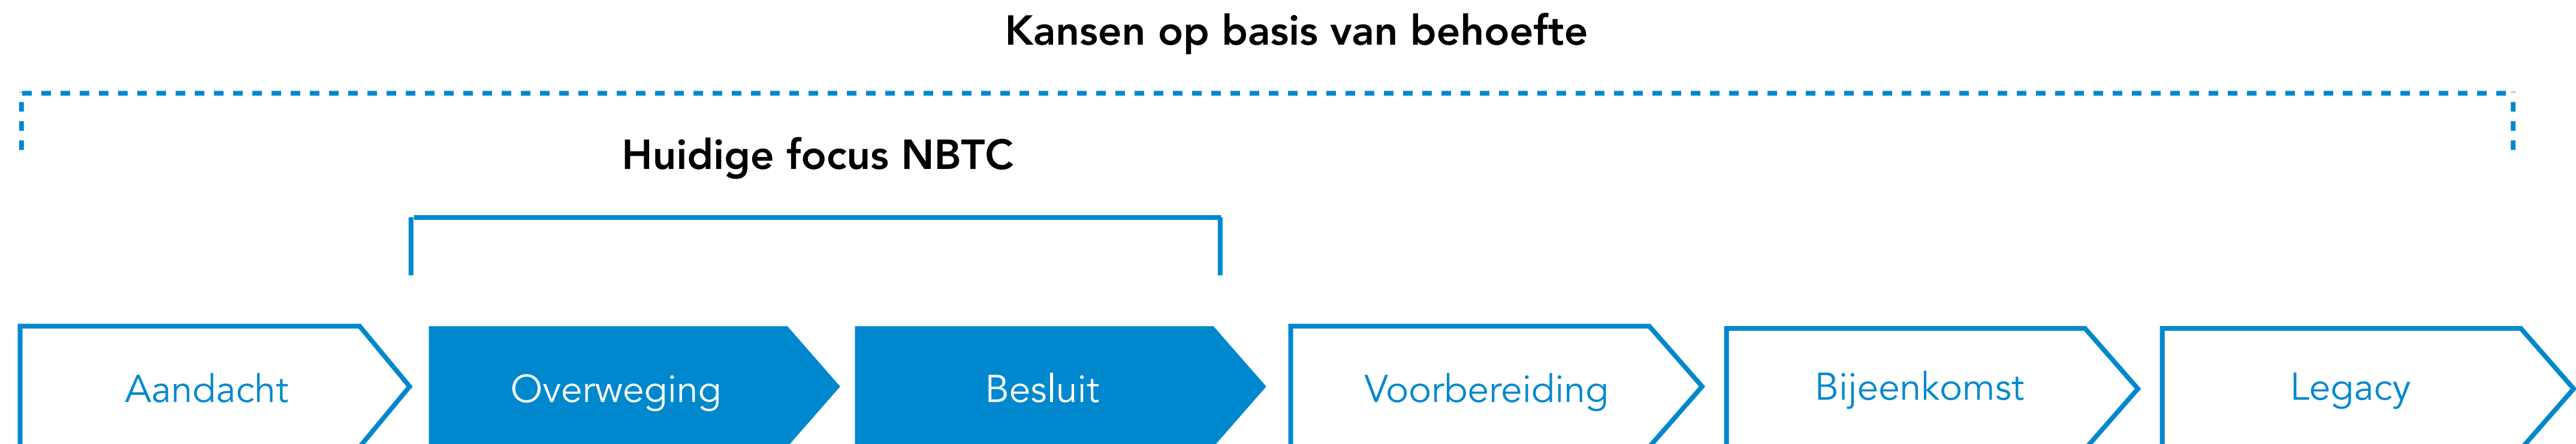 Kansen op basis van behoefte
Huidige focus NBTC
Aandacht
Overweging
Besluit
Voorbereiding
Bijeenkomst
Legacy